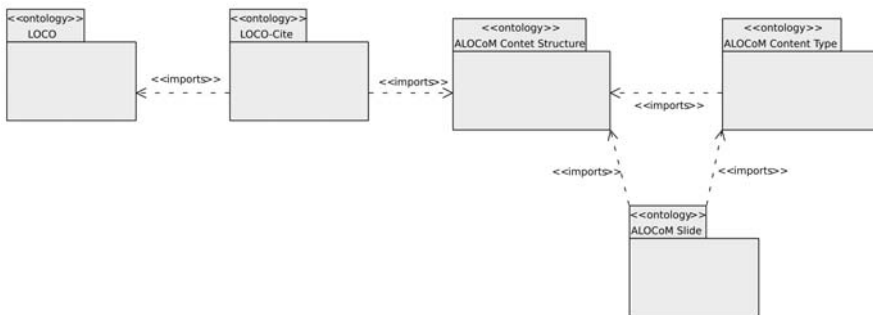 <<ontology>>
LOCO
<<ontology>>
LOCO-Cite
<<ontology>>
ALOCoM Contet Structure
<<ontology>>
ALOCoM Content Type
<<imports>>
<<imports>>
<<imports>>
<<imports>>
<<imports>>
<<ontology>>
ALOCoM Slide